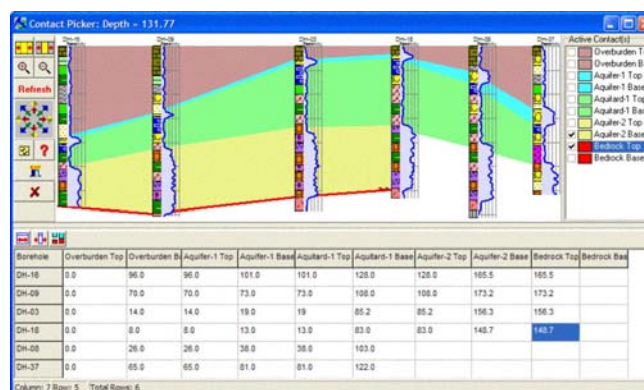 Contact Picker: Depth = 131.77
Active Contact(s)
Overburden T
Overburden B
Aquifer-1 Top
Aquifer-1 Base
Aquitard-1 Top
Aquitard-1 Bas
Aquifer-2 Top
Aquifer-2 Base
Bedrock Top
Bedrock Base
Refresh
?
X
Borehole Overburden Top Overburden Ba Aquifer-1 Top Aquifer-1 Base Aquitard-1 Top Aquitard-1 Base Aquifer-2 Top Aquifer-2 Base Bedrock Top Bedrock Bas
DH-16 0.0 96.0 96.0 101.0 101.0 128.0 128.0 165.5 165.5
DH-09 0.0 70.0 70.0 73.0 73.0 108.0 108.0 173.2 173.2
DH-03 0.0 14.0 14.0 19.0 19 85.2 85.2 156.3 156.3
DH-18 0.0 8.0 8.0 13.0 13.0 83.0 83.0 148.7 148.7
DH-08 0.0 26.0 26.0 38.0 38.0 103.0
DH-37 0.0 65.0 65.0 81.0 81.0 122.0
Column: 7 Row: 5 Total Rows: 6